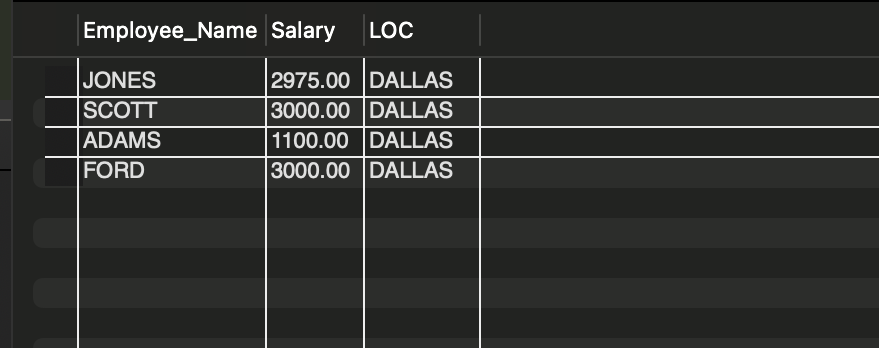 Employee_Name Salary LOC
JONES 2975.00 DALLAS
SCOTT 3000.00 DALLAS
ADAMS 1100.00 DALLAS
FORD 3000.00 DALLAS